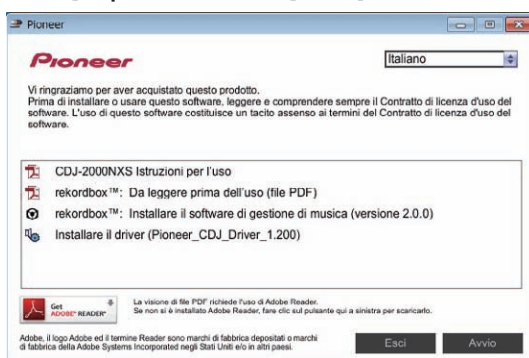 Pioneer
Pioneer
Italiano
Vi ringraziamo per aver acquistato questo prodotto.
Prima di installare o usare questo software, leggere e comprendere sempre il Contratto di licenza d'uso del
software. L'uso di questo software costituisce un tacito assenso ai termini del Contratto di licenza d'uso del
software.
CDJ-2000NXS Istruzioni per l'uso
rekordbox™: Da leggere prima dell'uso (file PDF)
rekordbox™: Installare il software di gestione di musica (versione 2.0.0)
Installare il driver (Pioneer_CDJ_Driver_1.200)
Get
ADOBE® READER®
La visione di file PDF richiede l'uso di Adobe Reader.
Se non si è installato Adobe Reader, fare clic sul pulsante qui a sinistra per scaricarlo.
Adobe, il logo Adobe ed il termine Reader sono marchi di fabbrica depositati o marchi
di fabbrica della Adobe Systems Incorporated negli Stati Uniti e/o in altri paesi.
Esci
Avvio